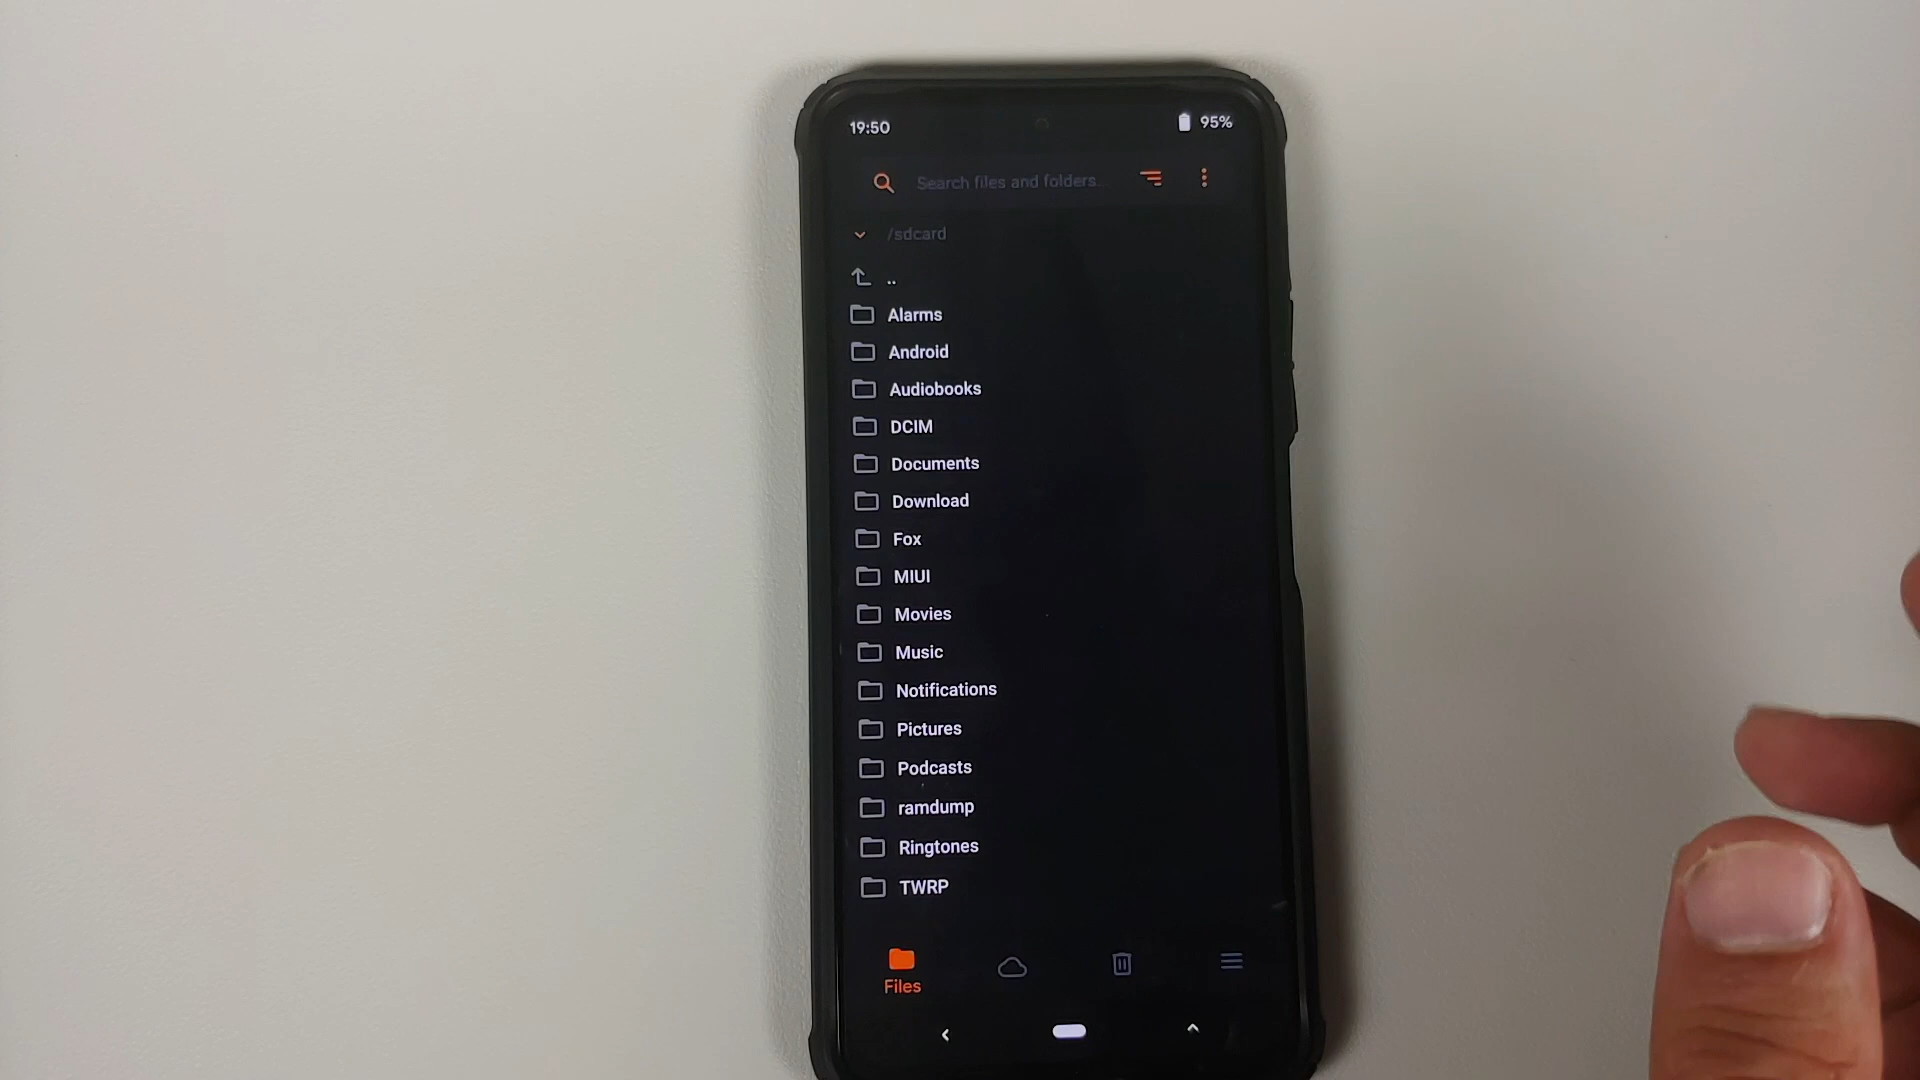 19:50
95%
Search files and folders..
/sdcard
..
Alarms
Android
Audiobooks
DCIM
Documents
Download
Fox
MIUI
Movies
Music
Notifications
Pictures
Podcasts
ramdump
Ringtones
TWRP
Files